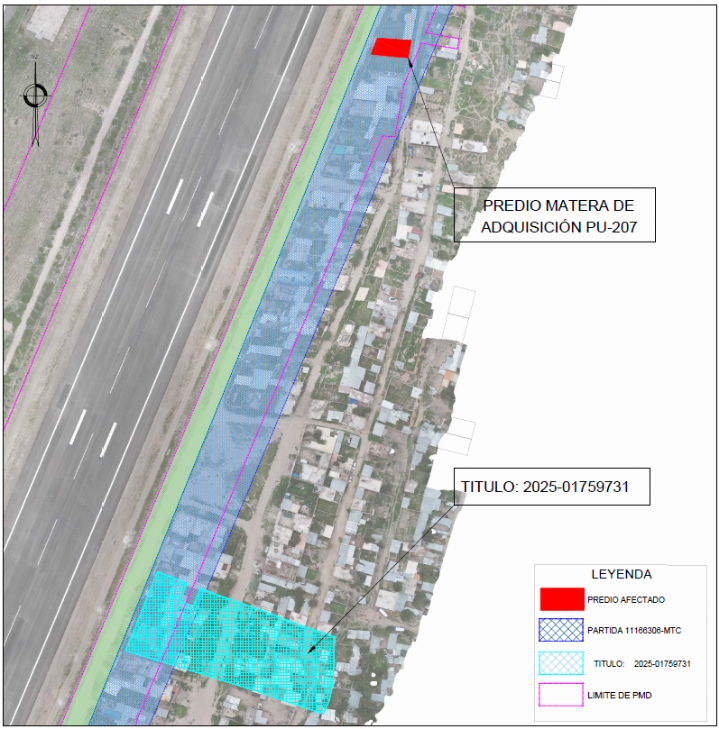 PREDIO MATERA DE
ADQUISICIÓN PU-207
TITULO: 2025-01759731
LEYENDA
PREDIO AFECTADO
PARTIDA 11166306-MTC
TITULO: 2025-01759731
LIMITE DE PMD